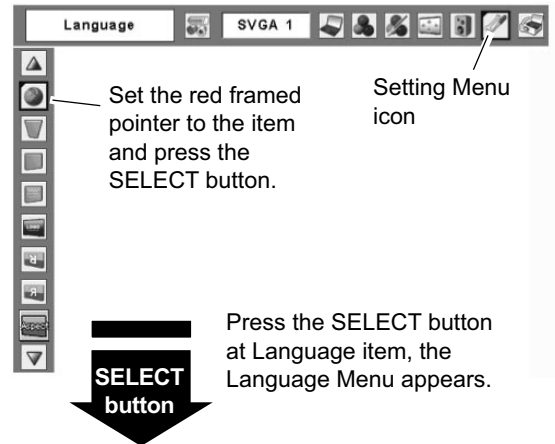 Language
SVGA 1
Set the red framed
pointer to the item
and press the
SELECT button.
Setting Menu
icon
Logo
R
R
Aspect
Press the SELECT button
at Language item, the
Language Menu appears.
SELECT
button